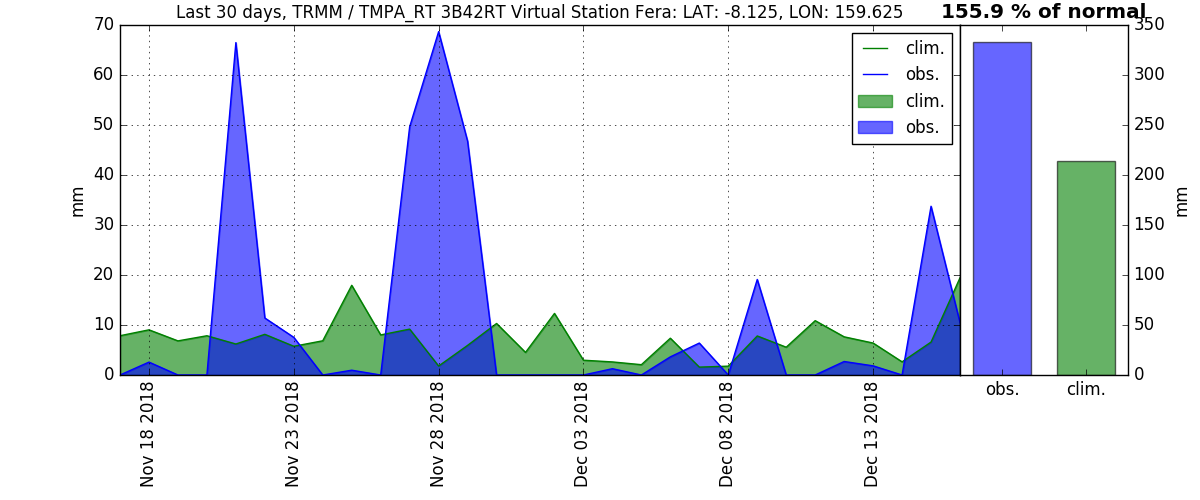 Last 30 days, TRMM / TMPA_RT 3B42RT Virtual Station Fera: LAT: -8.125, LON: 159.625
155.9 % of normal
70
60
50
40
30
20
10
0
mm
clim.
obs.
clim.
obs.
Nov 18 2018
Nov 23 2018
Nov 28 2018
Dec 03 2018
Dec 08 2018
Dec 13 2018
350
300
250
200
150
100
50
0
mm
obs.
clim.